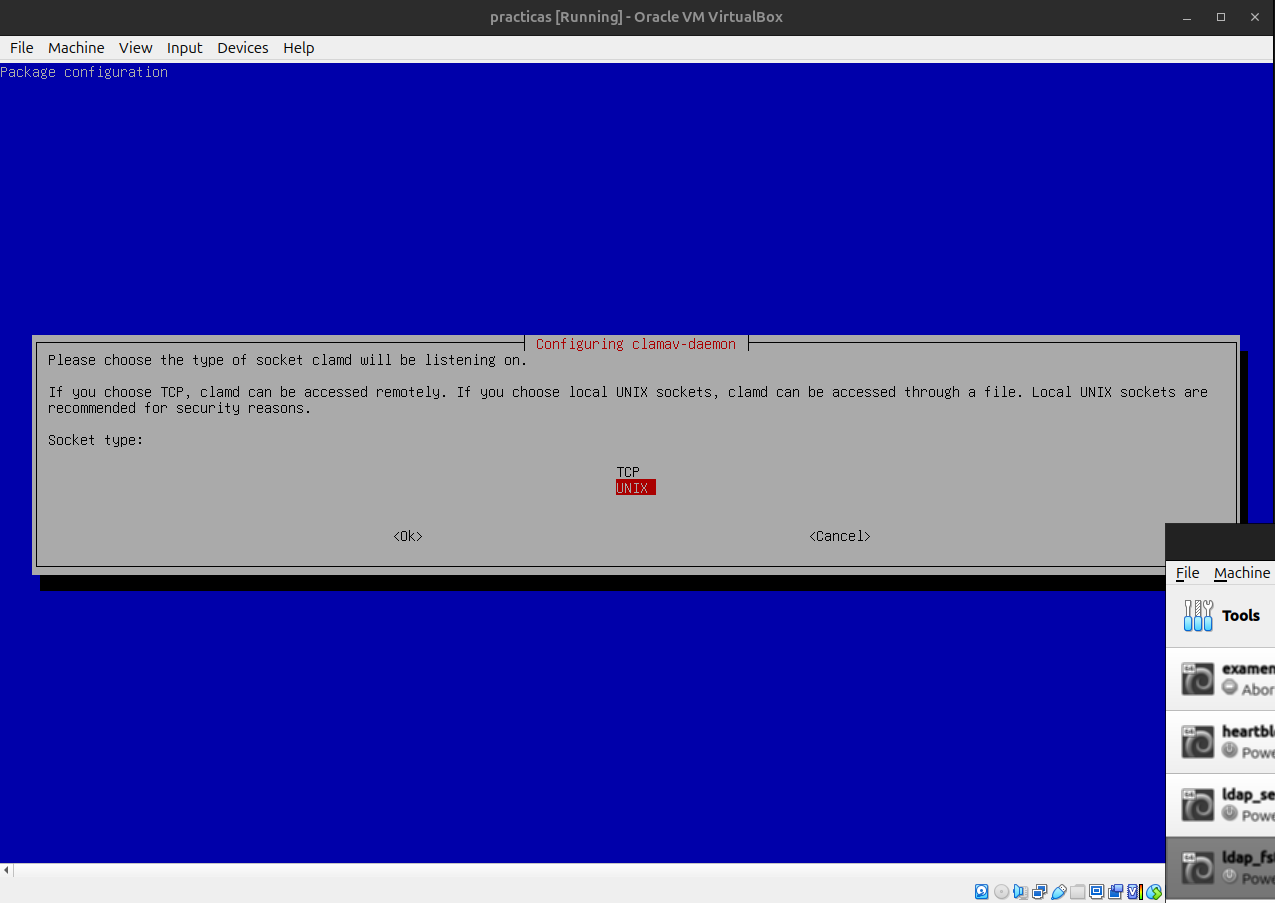 practicas [Running] - Oracle VM VirtualBox
File Machine View Input Devices Help
Package configuration
Configuring clamav-daemon
Please choose the type of socket clamd will be listening on.
If you choose TCP, clamd can be accessed remotely. If you choose local UNIX sockets, clamd can be accessed through a file. Local UNIX sockets are
recommended for security reasons.
Socket type:
TCP
UNIX
<Ok> <Cancel>
File Machine
Tools
examen
Abor
heartbl
Powe
ldap_se
Powe
ldap_fs
Powe